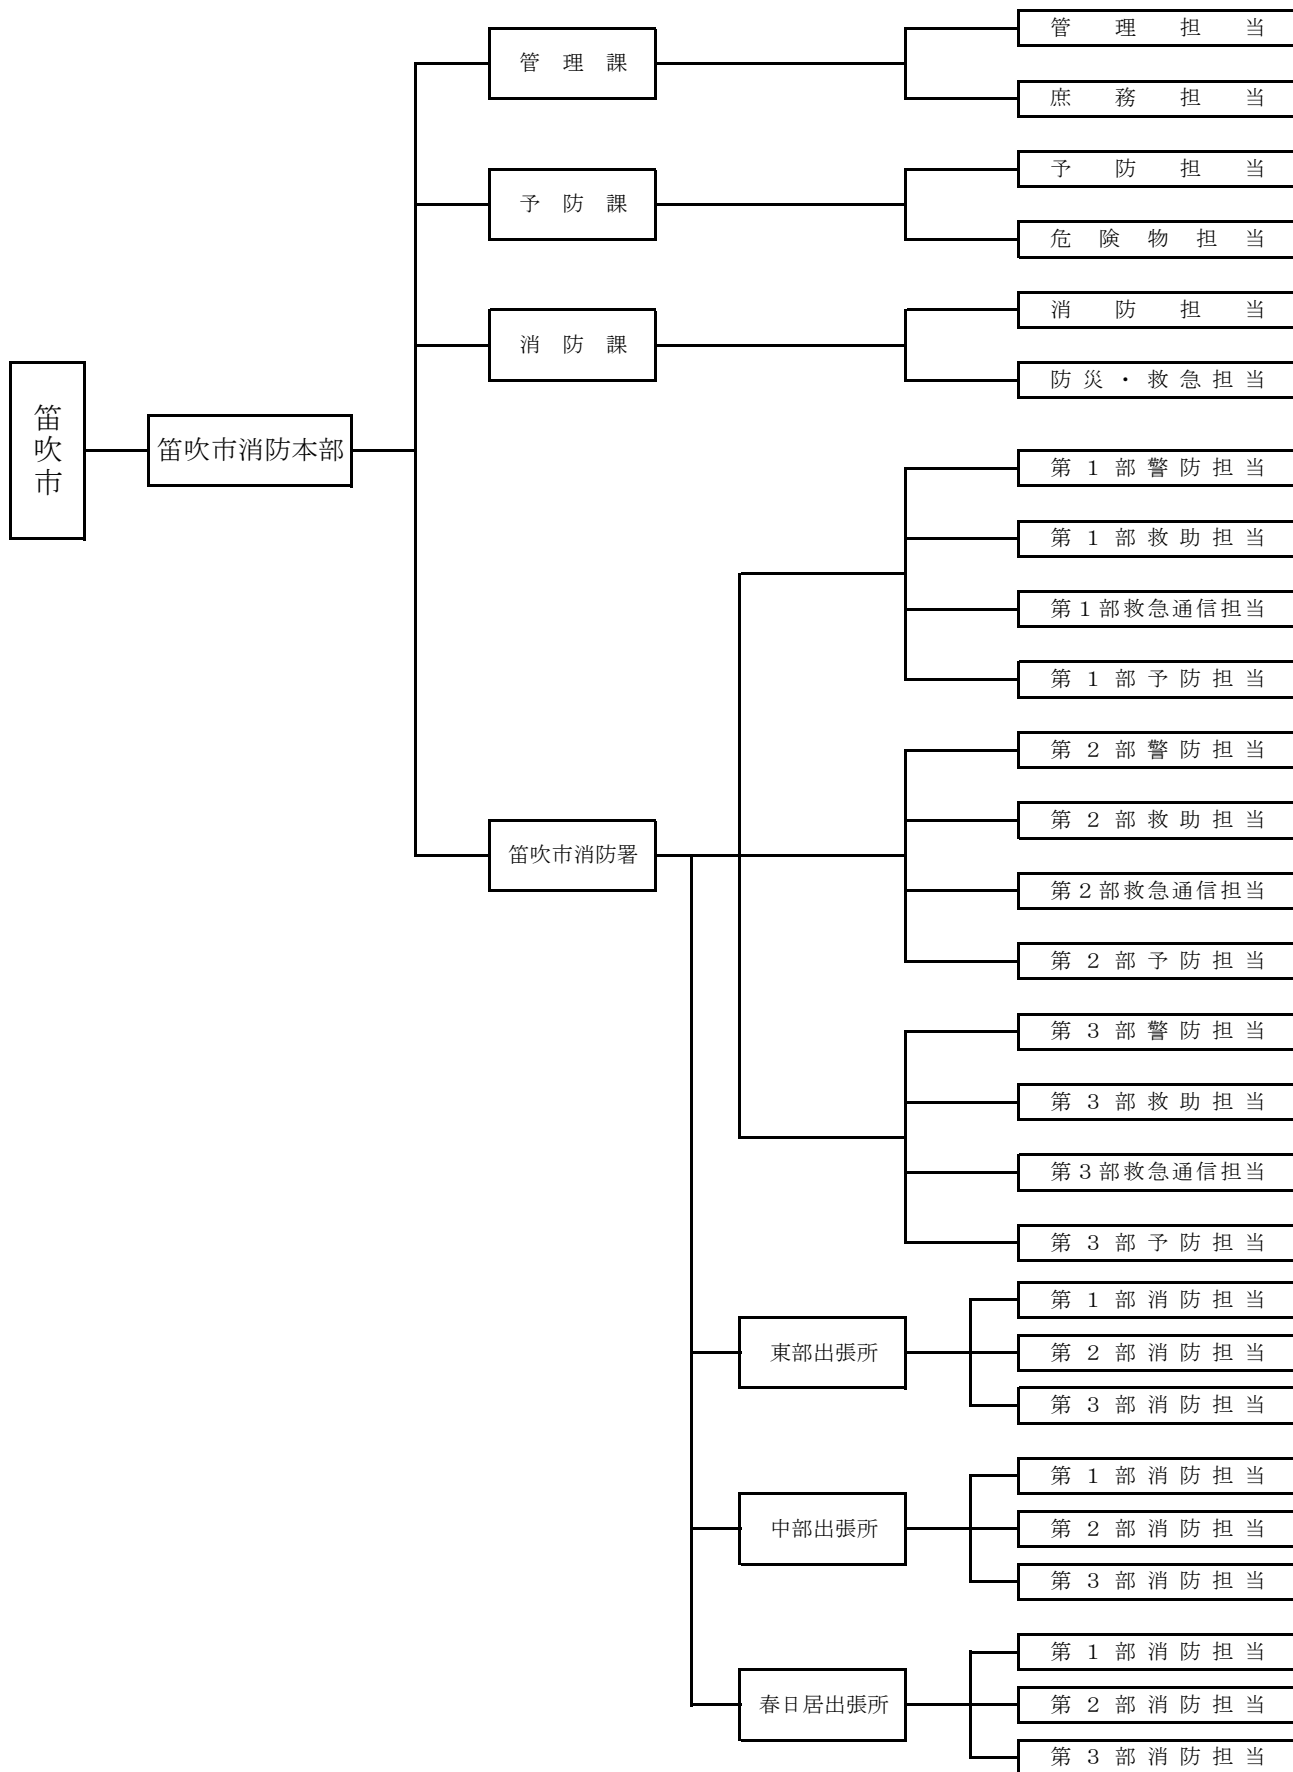 笛吹市
笛吹市消防本部
管理課
管理担当
庶務担当
予防課
予防担当
危険物担当
消防課
消防担当
防災・救急担当
笛吹市消防署
第１部警防担当
第１部救助担当
第１部救急通信担当
第１部予防担当
第２部警防担当
第２部救助担当
第２部救急通信担当
第２部予防担当
第３部警防担当
第３部救助担当
第３部救急通信担当
第３部予防担当
東部出張所
第１部消防担当
第２部消防担当
第３部消防担当
中部出張所
第１部消防担当
第２部消防担当
第３部消防担当
春日居出張所
第１部消防担当
第２部消防担当
第３部消防担当